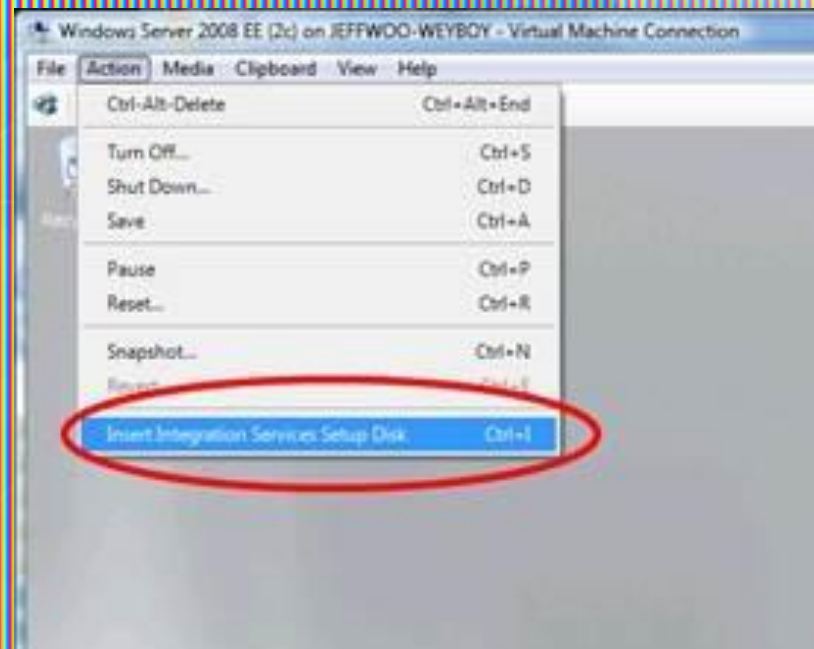 Windows Server 2008 EE (2c) on JEFFWOO-WEYBOY - Virtual Machine Connection
File Action Media Clipboard View Help
Ctrl-Alt-Delete Ctrl+Alt+End
Turn Off... Ctrl+S
Shut Down... Ctrl+D
Save Ctrl+A
Pause Ctrl+P
Reset... Ctrl+R
Snapshot... Ctrl+N
Revert... Ctrl+E
Insert Integration Services Setup Disk Ctrl+I